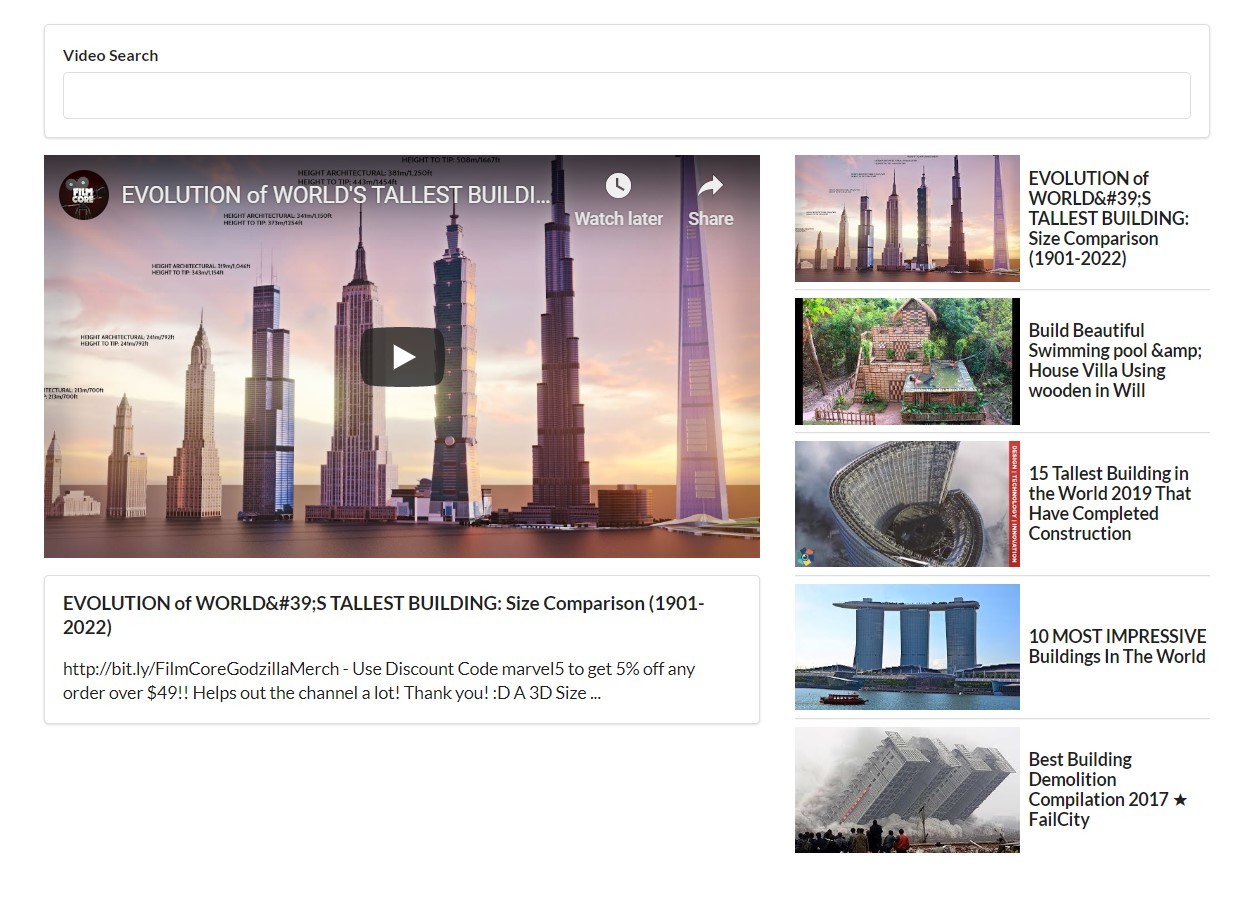 Video Search
FILM
CORE
EVOLUTION of WORLD'S TALLEST BUILDI...
Watch later
Share
HEIGHT TO TIP: 508m/1667ft
HEIGHT ARCHITECTURAL: 381m/1,250ft
HEIGHT TO TIP: 443m/1454ft
HEIGHT ARCHITECTURAL: 341m/1,150ft
HEIGHT TO TIP: 373m/1254ft
HEIGHT ARCHITECTURAL: 319m/1,046ft
HEIGHT TO TIP: 343m/1,154ft
HEIGHT ARCHITECTURAL: 241m/792ft
HEIGHT TO TIP: 241m/792ft
ITECTURAL: 213m/700ft
P: 213m/700ft
EVOLUTION of WORLD&#39;S TALLEST BUILDING: Size Comparison (1901-
2022)
http://bit.ly/FilmCoreGodzillaMerch - Use Discount Code marvel5 to get 5% off any
order over $49!! Helps out the channel a lot! Thank you! :D A 3D Size ...
EVOLUTION of
WORLD&#39;S
TALLEST BUILDING:
Size Comparison
(1901-2022)
Build Beautiful
Swimming pool &amp;
House Villa Using
wooden in Will
DESIGN | TECHNOLOGY | INNOVATION
15 Tallest Building in
the World 2019 That
Have Completed
Construction
10 MOST IMPRESSIVE
Buildings In The World
Best Building
Demolition
Compilation 2017 ★
FailCity